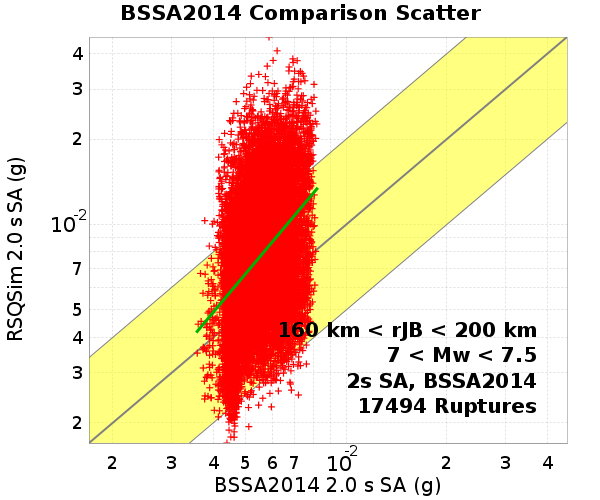 BSSA2014 Comparison Scatter
4
3
2
10-2
7
5
4
3
2
RSQSim 2.0 s SA (g)
160 km < rJB < 200 km
7 < Mw < 7.5
2s SA, BSSA2014
17494 Ruptures
2 3 4 5 6 7 10-2 2 3 4
BSSA2014 2.0 s SA (g)